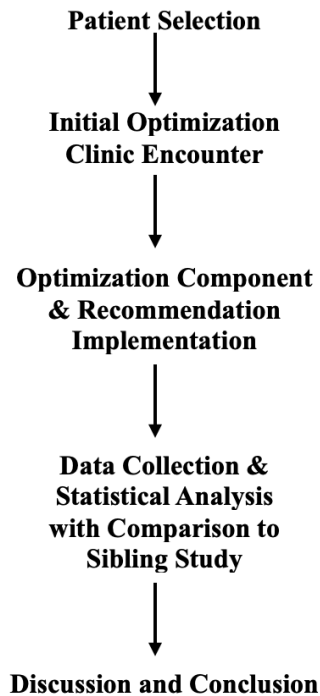 Patient Selection
Initial Optimization
Clinic Encounter
Optimization Component
& Recommendation
Implementation
Data Collection &
Statistical Analysis
with Comparison to
Sibling Study
Discussion and Conclusion